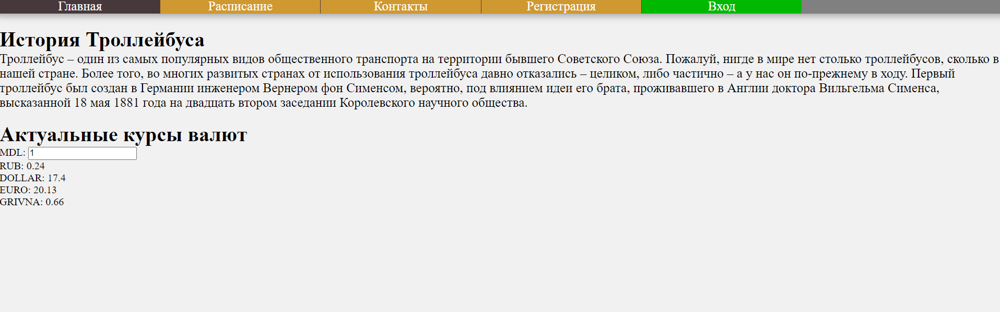 Главная Расписание Контакты Регистрация Вход
История Троллейбуса
Троллейбус – один из самых популярных видов общественного транспорта на территории бывшего Советского Союза. Пожалуй, нигде в мире нет столько троллейбусов, сколько в
нашей стране. Более того, во многих развитых странах от использования троллейбуса давно отказались – целиком, либо частично – а у нас он по-прежнему в ходу. Первый
троллейбус был создан в Германии инженером Вернером фон Сименсом, вероятно, под влиянием идеи его брата, проживавшего в Англии доктора Вильгельма Сименса,
высказанной 18 мая 1881 года на двадцать втором заседании Королевского научного общества.
Актуальные курсы валют
MDL: 1
RUB: 0.24
DOLLAR: 17.4
EURO: 20.13
GRIVNA: 0.66